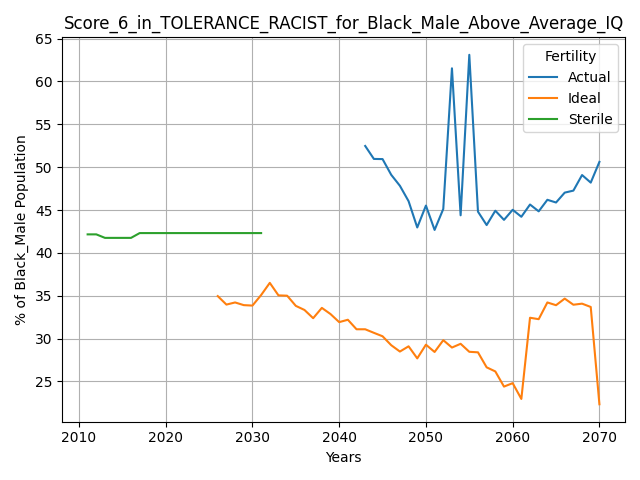 Score_6_in_TOLERANCE_RACIST_for_Black_Male_Above_Average_IQ
% of Black_Male Population
65
60
55
50
45
40
35
30
25
Fertility
Actual
Ideal
Sterile
2010
2020
2030
2040
2050
2060
2070
Years